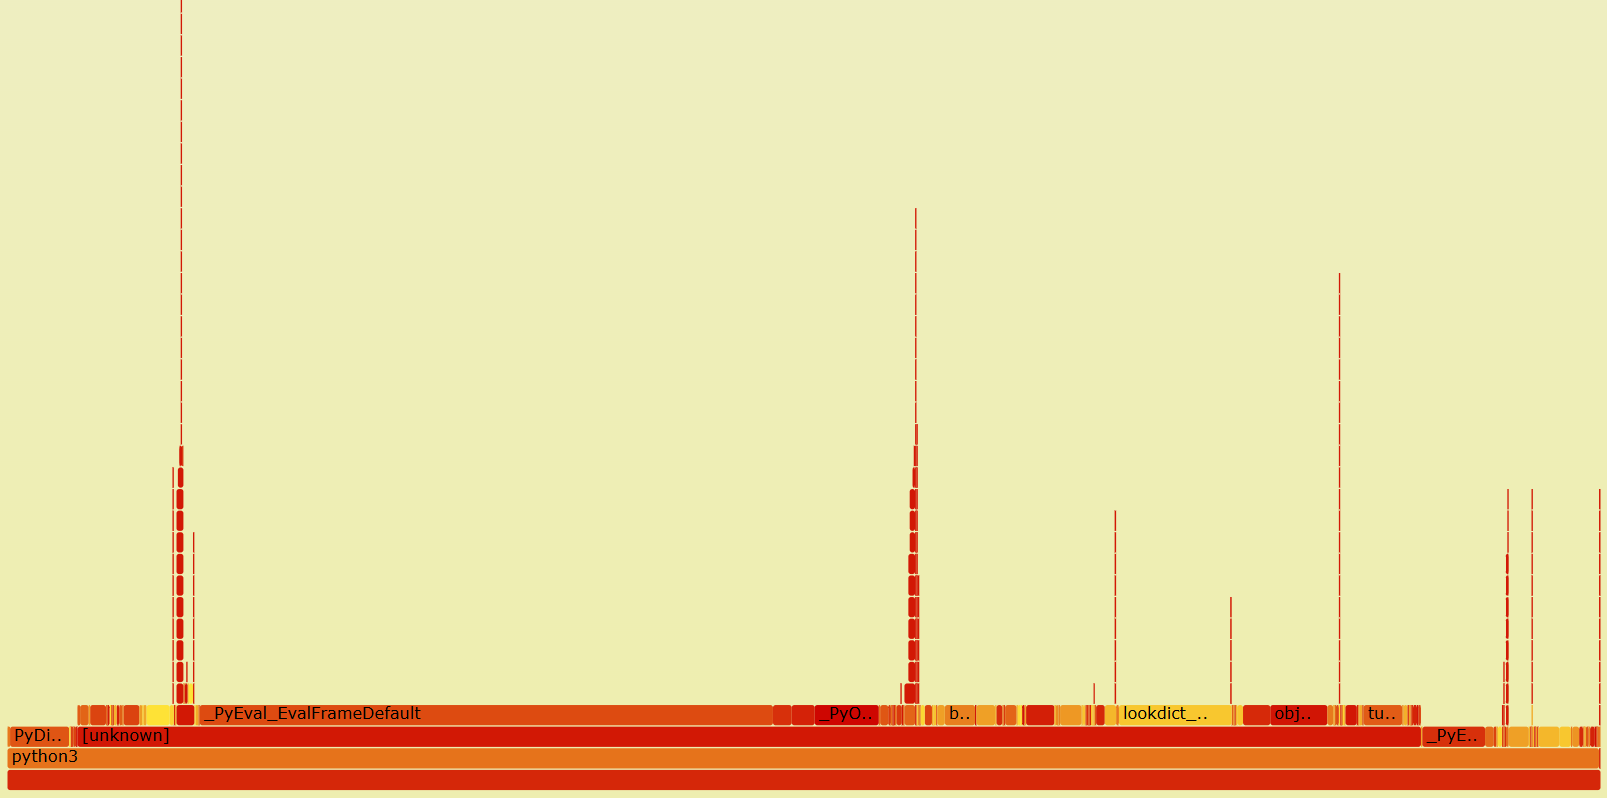 _PyEval_EvalFrameDefault _PyO.. b.. lookdict_.. obj.. tu..
PyDi.. [unknown] _PyE..
python3